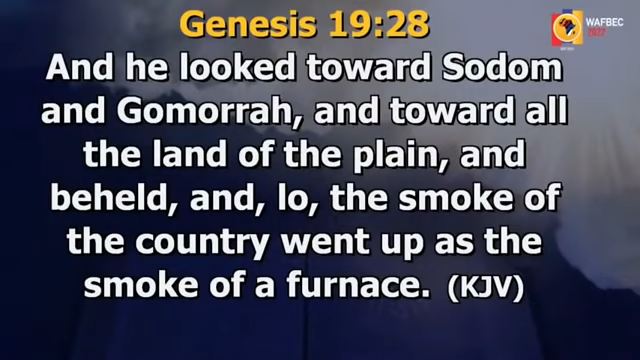 Genesis 19:28
WAFBEC
2022
And he looked toward Sodom
and Gomorrah, and toward all
the land of the plain, and
beheld, and, lo, the smoke of
the country went up as the
smoke of a furnace. (KJV)